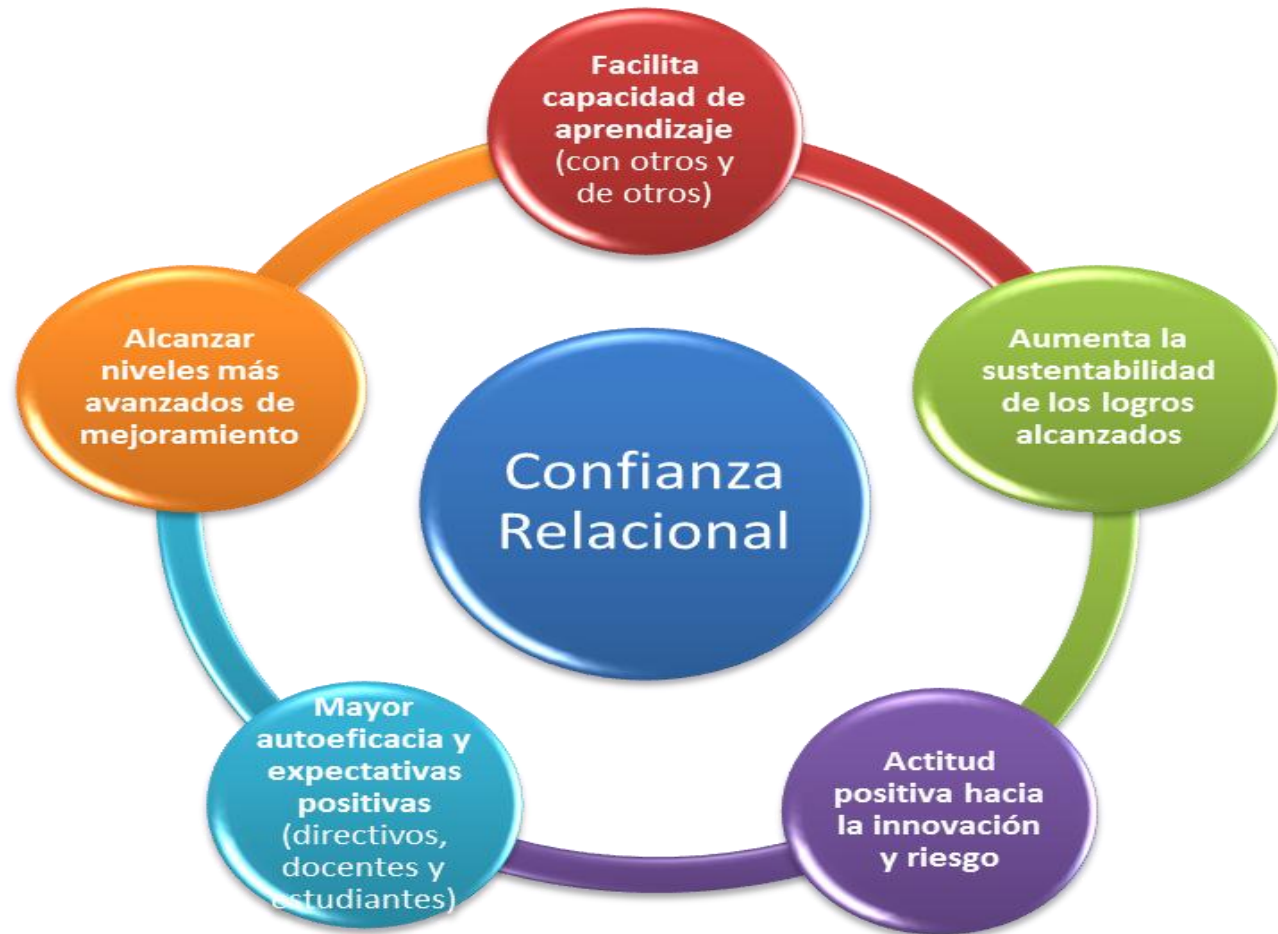 Facilita
capacidad de
aprendizaje
(con otros y
de otros)
Aumenta la
sustentabilidad
de los logros
alcanzados
Actitud
positiva hacia
la innovación
y riesgo
Mayor
autoeficacia y
expectativas
positivas
(directivos,
docentes y
estudiantes)
Alcanzar
niveles más
avanzados de
mejoramiento
Confianza
Relacional